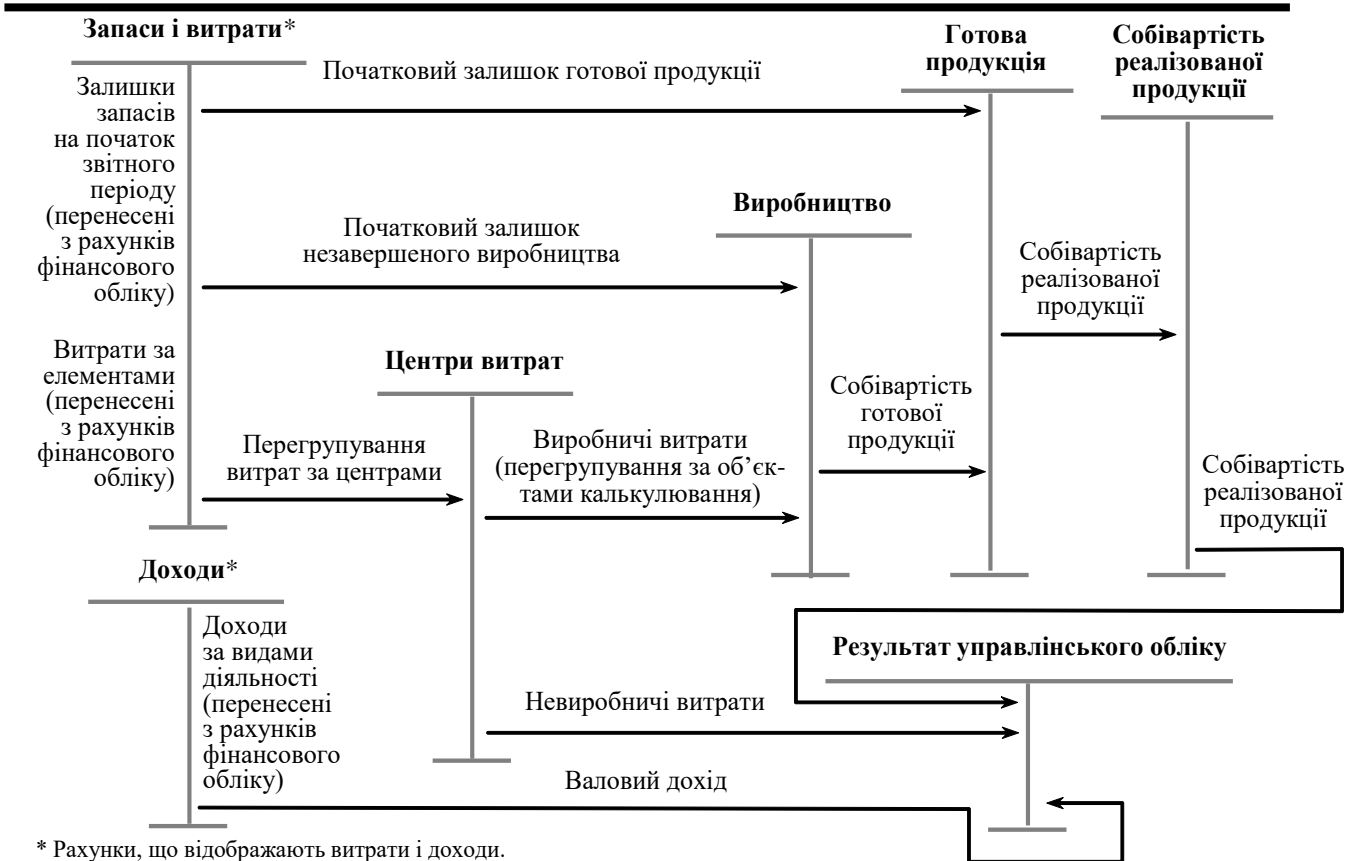 Запаси і витрати*
Готова
продукція
Собівартість
реалізованої
продукції
Початковий залишок готової продукції
Залишки
запасів
на початок
звітного
періоду
(перенесені
з рахунків
фінансового
обліку)
Виробництво
Початковий залишок
незавершеного виробництва
Собівартість
реалізованої
продукції
Витрати за
елементами
(перенесені
з рахунків
фінансового
обліку)
Центри витрат
Собівартість
готової
продукції
Перегрупування
витрат за центрами
Виробничі витрати
(перегрупування за об’єк-
тами калькулювання)
Собівартість
реалізованої
продукції
Доходи*
Доходи
за видами
діяльності
(перенесені
з рахунків
фінансового
обліку)
Результат управлінського обліку
Невиробничі витрати
Валовий дохід
* Рахунки, що відображають витрати і доходи.